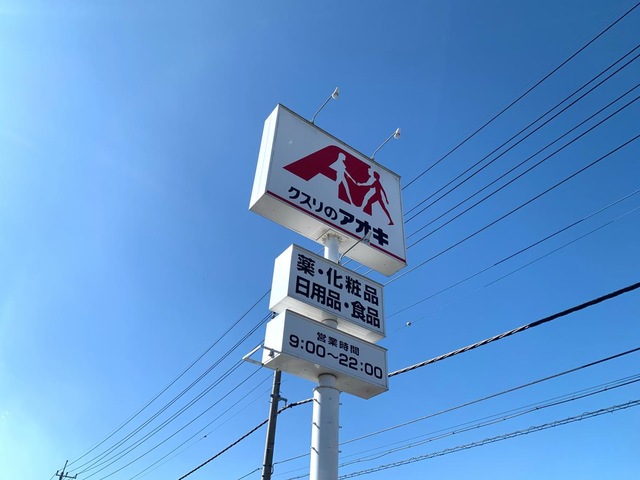 クスリのアオキ
薬・化粧品
日用品・食品
営業時間
9:00～22:00